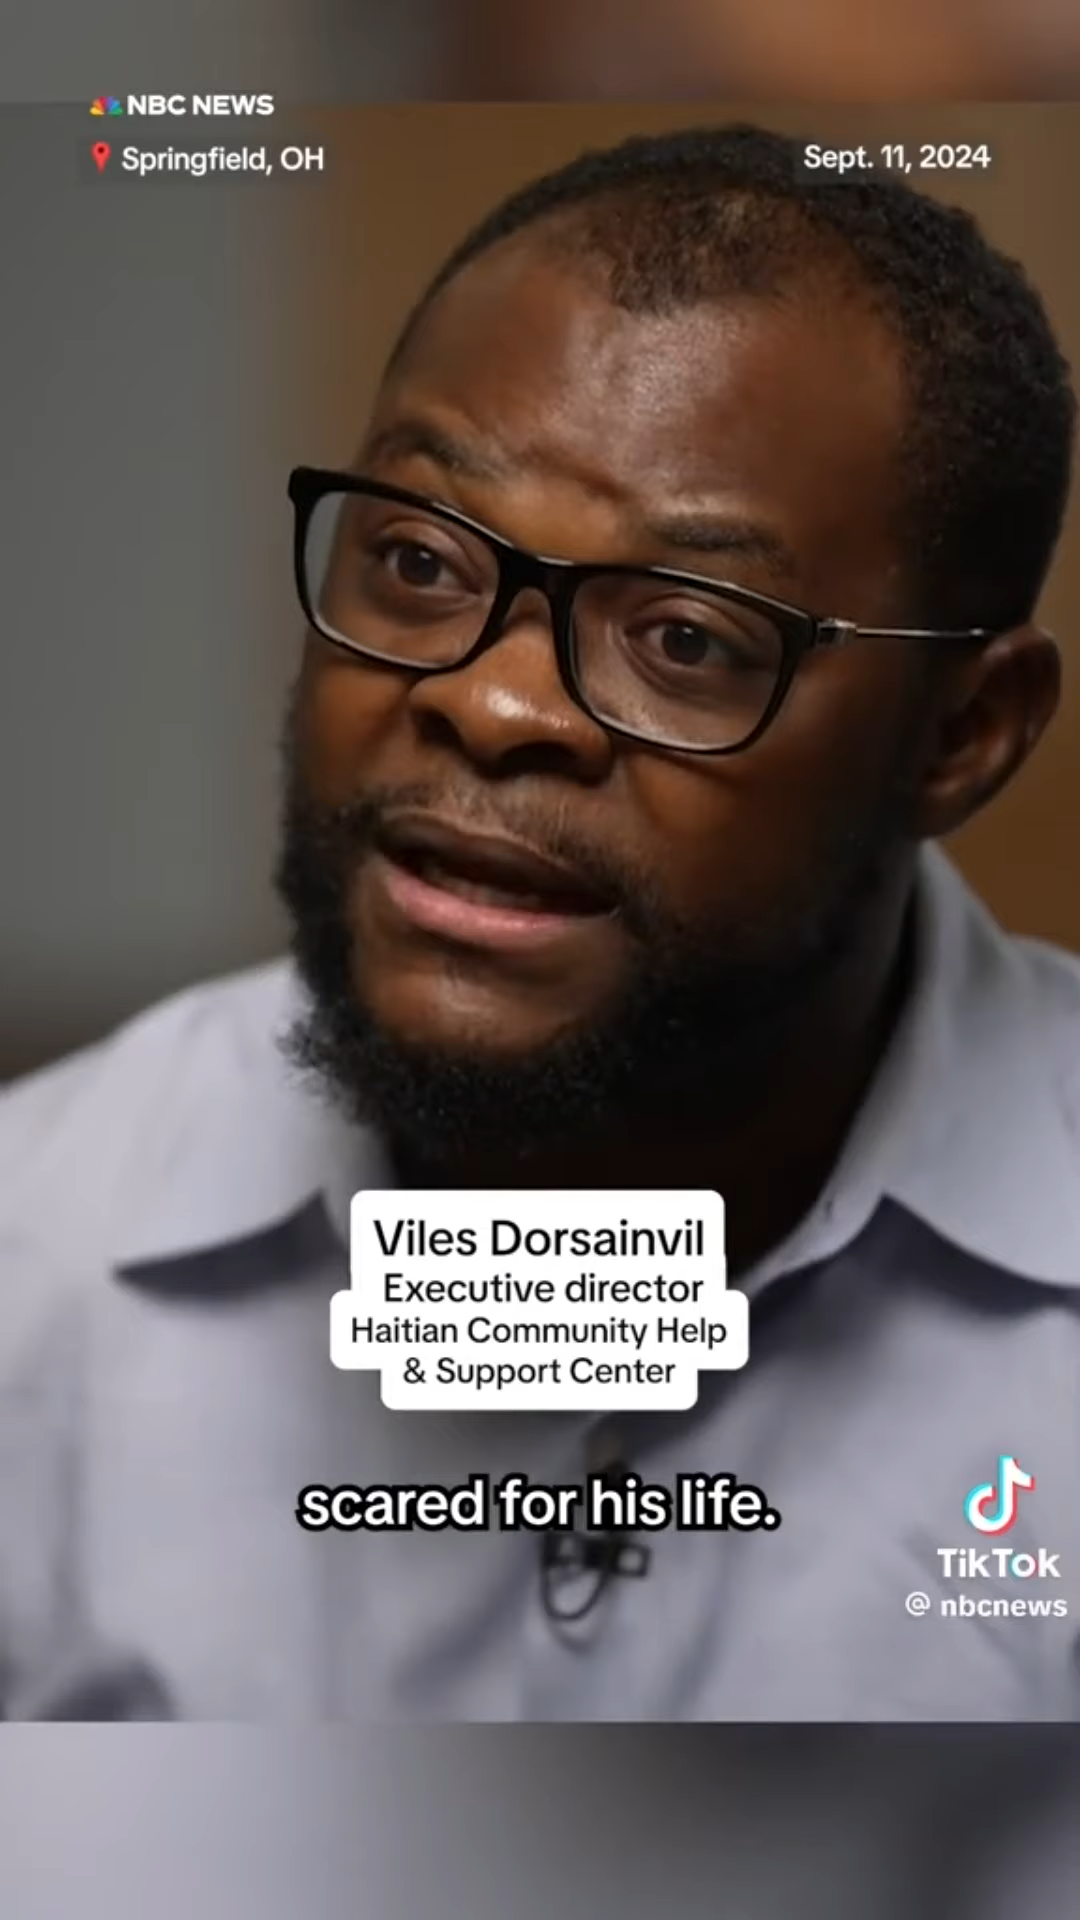 NBC NEWS
Springfield, OH
Sept. 11, 2024
Viles Dorsainvil
Executive director
Haitian Community Help
& Support Center
scared for his life.
TikTok
@ nbcnews